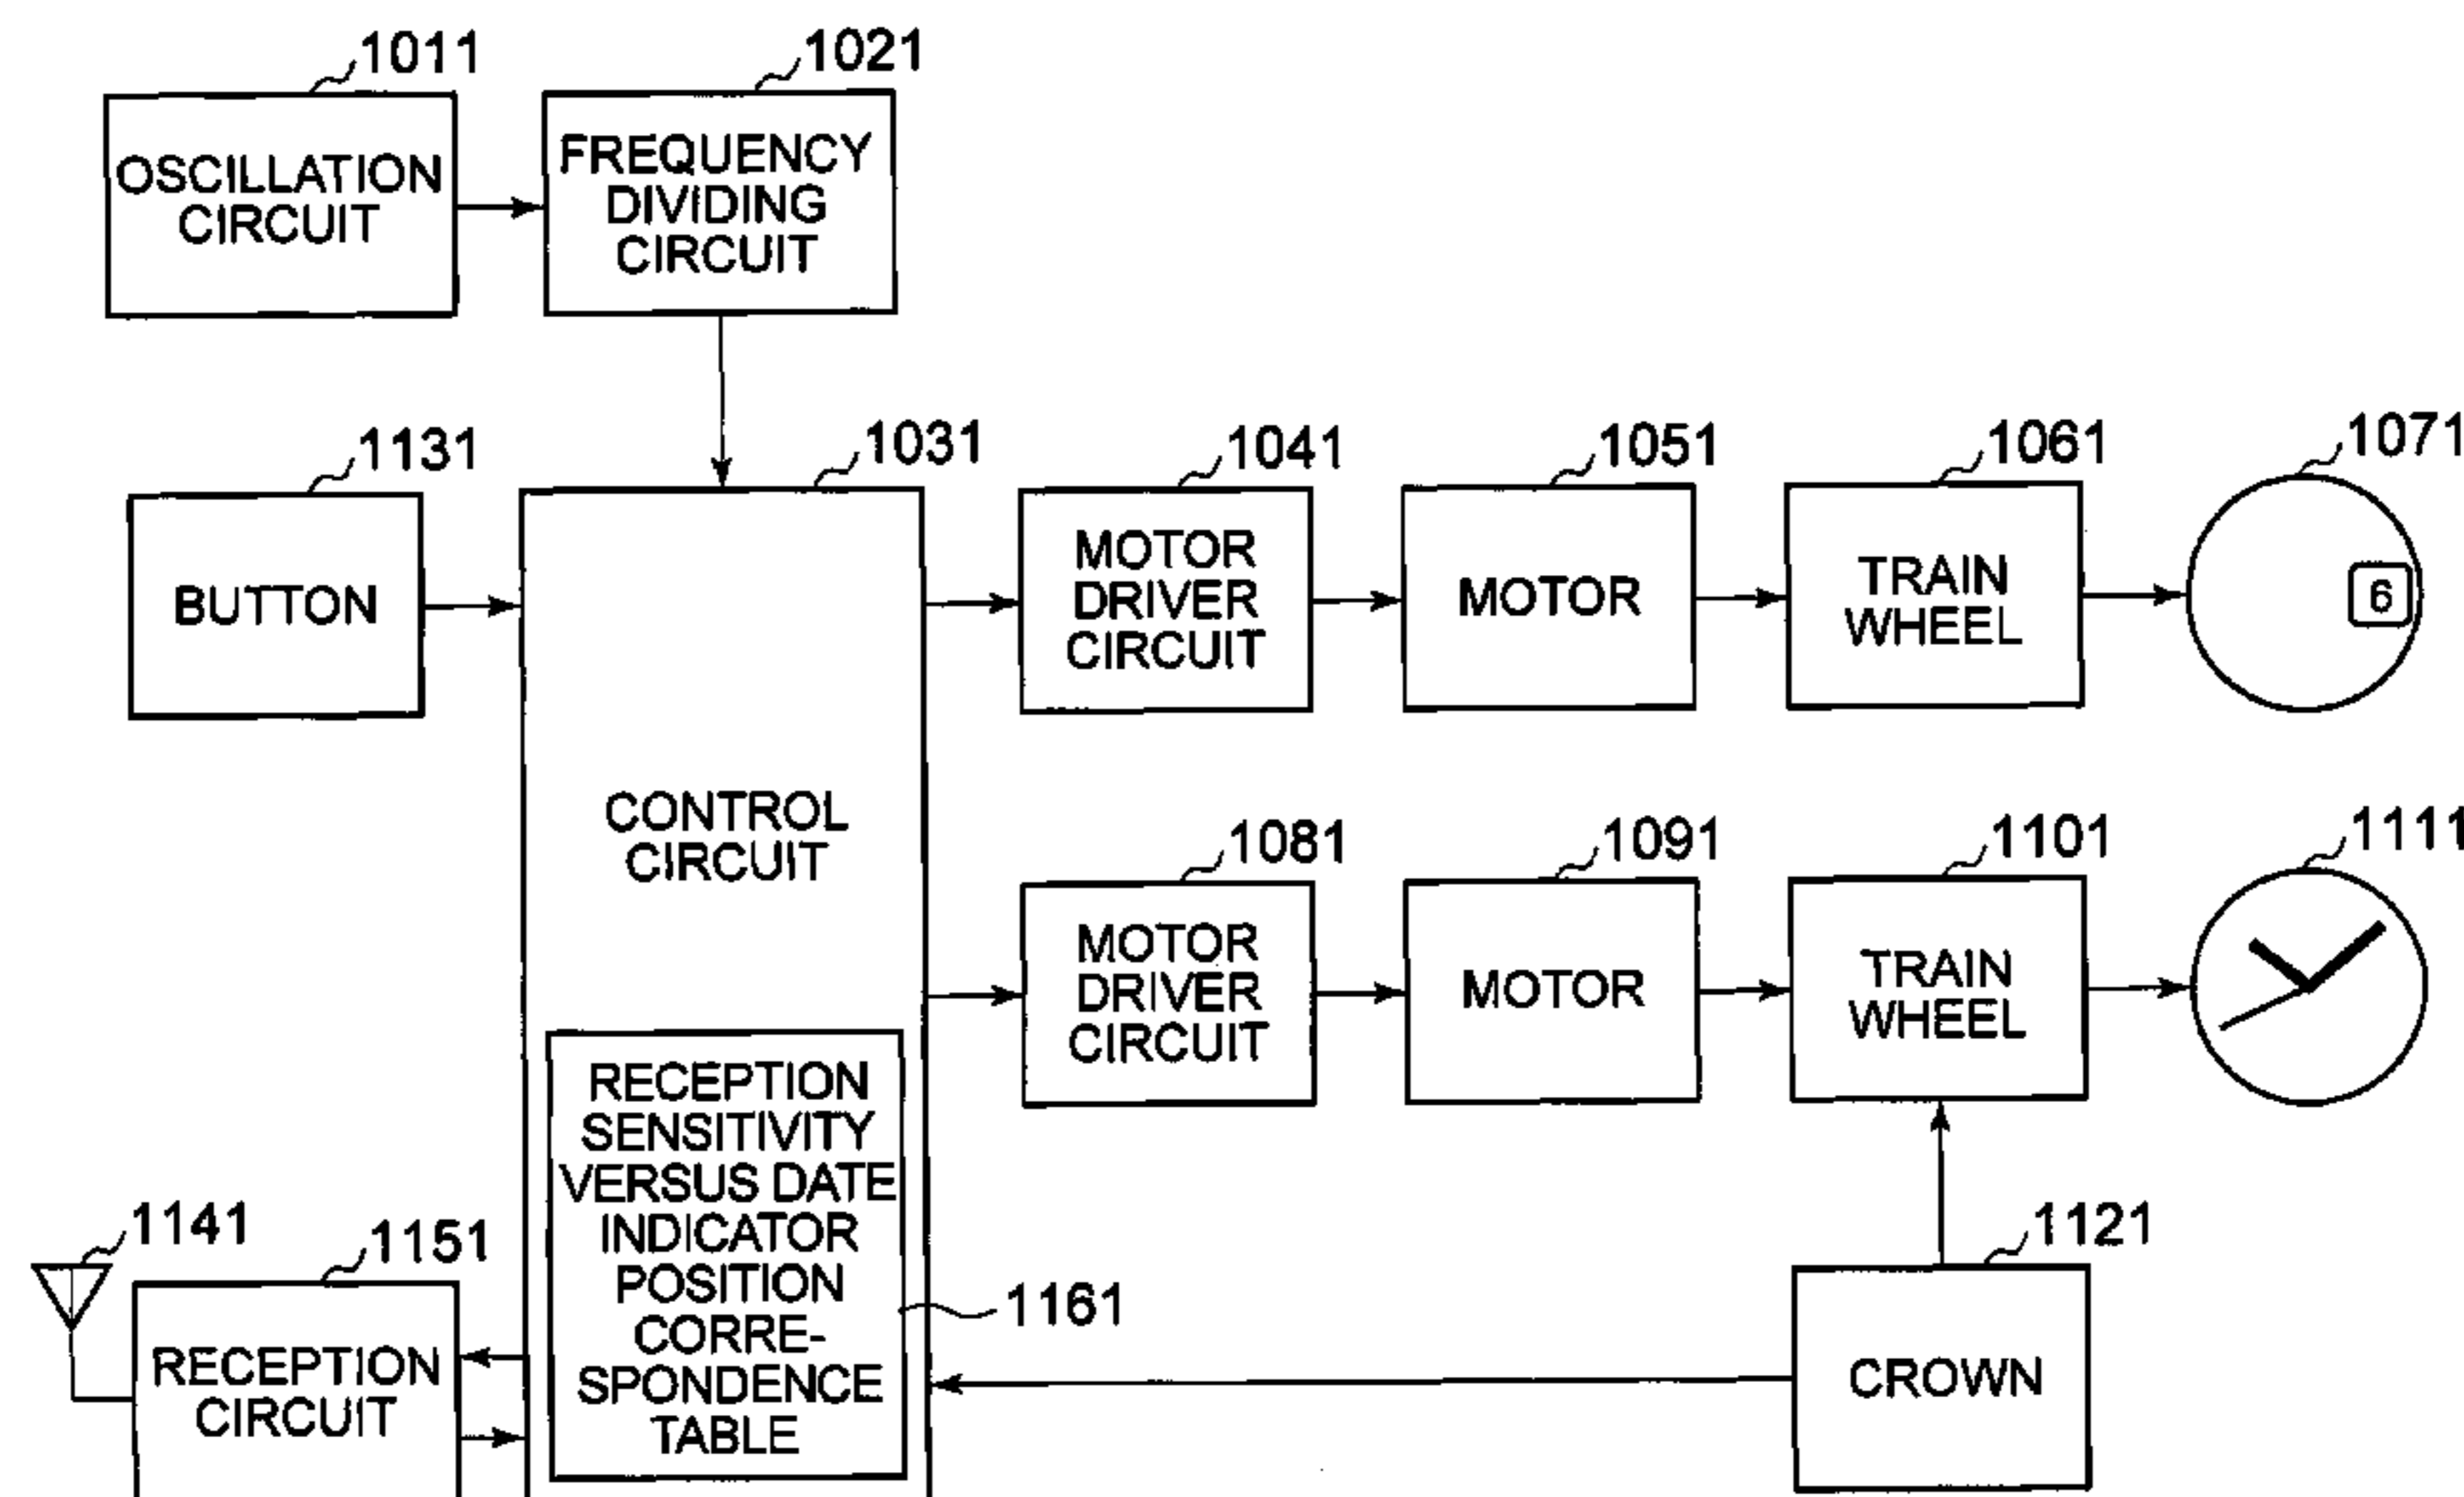 1011
1021
OSCILLATION
CIRCUIT
FREQUENCY
DIVIDING
CIRCUIT
1131
1031
1041
1051
1061
1071
BUTTON
MOTOR
DRIVER
CIRCUIT
MOTOR
TRAIN
WHEEL
6
CONTROL
CIRCUIT
1081
1091
1101
1111
MOTOR
DRIVER
CIRCUIT
MOTOR
TRAIN
WHEEL
RECEPTION
SENSITIVITY
VERSUS DATE
INDICATOR
POSITION
CORRE-
SPONDENCE
TABLE
1141
1151
1161
1121
RECEPTION
CIRCUIT
CROWN